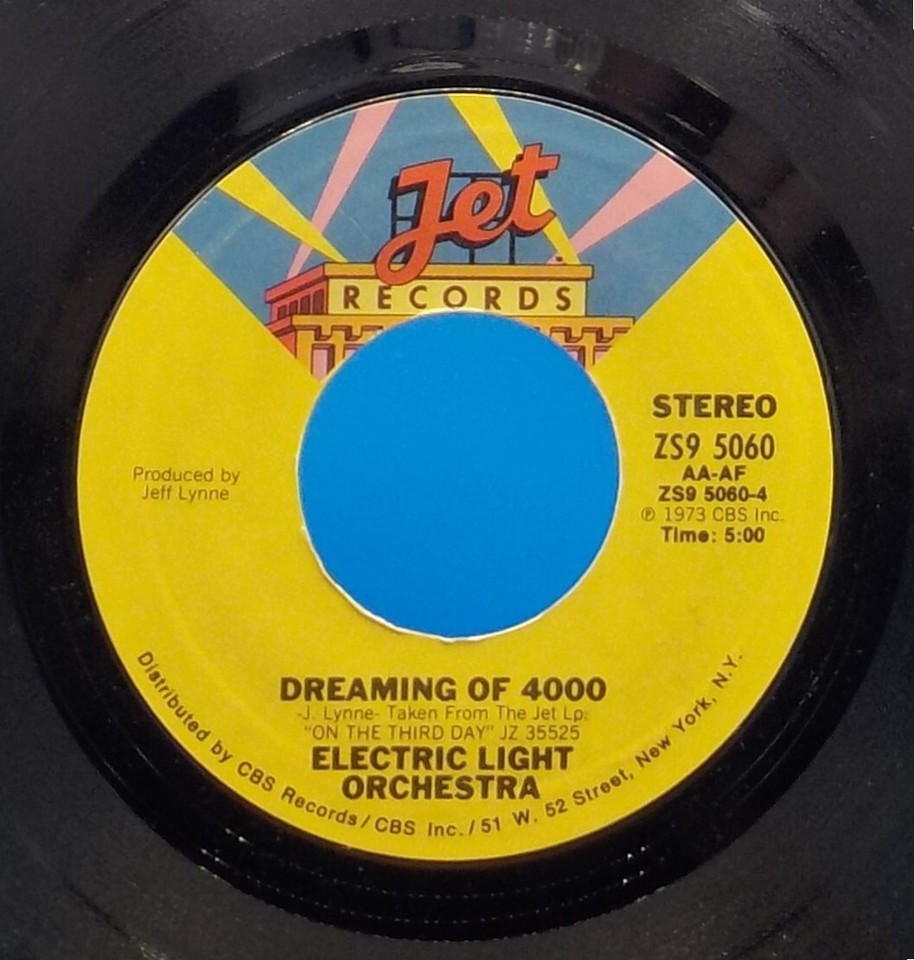 Jet
RECORDS
STEREO
ZS9 5060
AA-AF
ZS9 5060-4
℗ 1973 CBS Inc.
Time: 5:00
Produced by
Jeff Lynne
DREAMING OF 4000
-J. Lynne- Taken From The Jet Lp:
"ON THE THIRD DAY" JZ 35525
ELECTRIC LIGHT
ORCHESTRA
Distributed by CBS Records / CBS Inc. / 51 W. 52 Street, New York, N.Y.